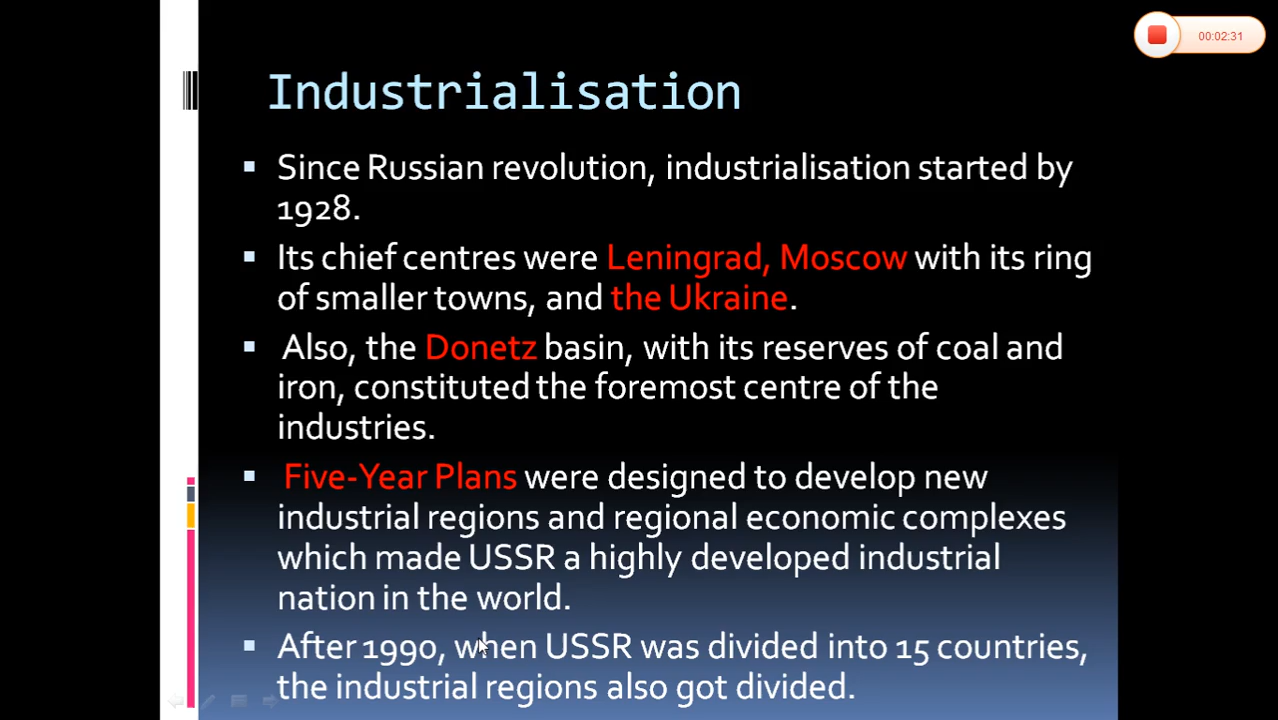 00:02:31
Industrialisation
▪ Since Russian revolution, industrialisation started by
1928.
▪ Its chief centres were Leningrad, Moscow with its ring
of smaller towns, and the Ukraine.
▪ Also, the Donetz basin, with its reserves of coal and
iron, constituted the foremost centre of the
industries.
▪ Five-Year Plans were designed to develop new
industrial regions and regional economic complexes
which made USSR a highly developed industrial
nation in the world.
▪ After 1990, when USSR was divided into 15 countries,
the industrial regions also got divided.